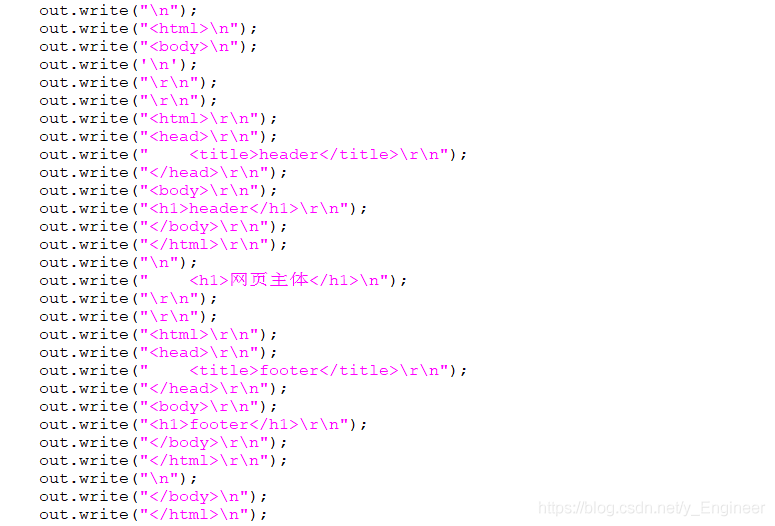 out.write("\n");
out.write("<html>\n");
out.write("<body>\n");
out.write('\n');
out.write("\r\n");
out.write("\r\n");
out.write("<html>\r\n");
out.write("<head>\r\n");
out.write("    <title>header</title>\r\n");
out.write("</head>\r\n");
out.write("<body>\r\n");
out.write("<h1>header</h1>\r\n");
out.write("</body>\r\n");
out.write("</html>\r\n");
out.write("\n");
out.write("    <h1>网页主体</h1>\n");
out.write("\r\n");
out.write("\r\n");
out.write("<html>\r\n");
out.write("<head>\r\n");
out.write("    <title>footer</title>\r\n");
out.write("</head>\r\n");
out.write("<body>\r\n");
out.write("<h1>footer</h1>\r\n");
out.write("</body>\r\n");
out.write("</html>\r\n");
out.write("\n");
out.write("</body>\n");
out.write("</html>\n");
https://blog.csdn.net/y_Engineer